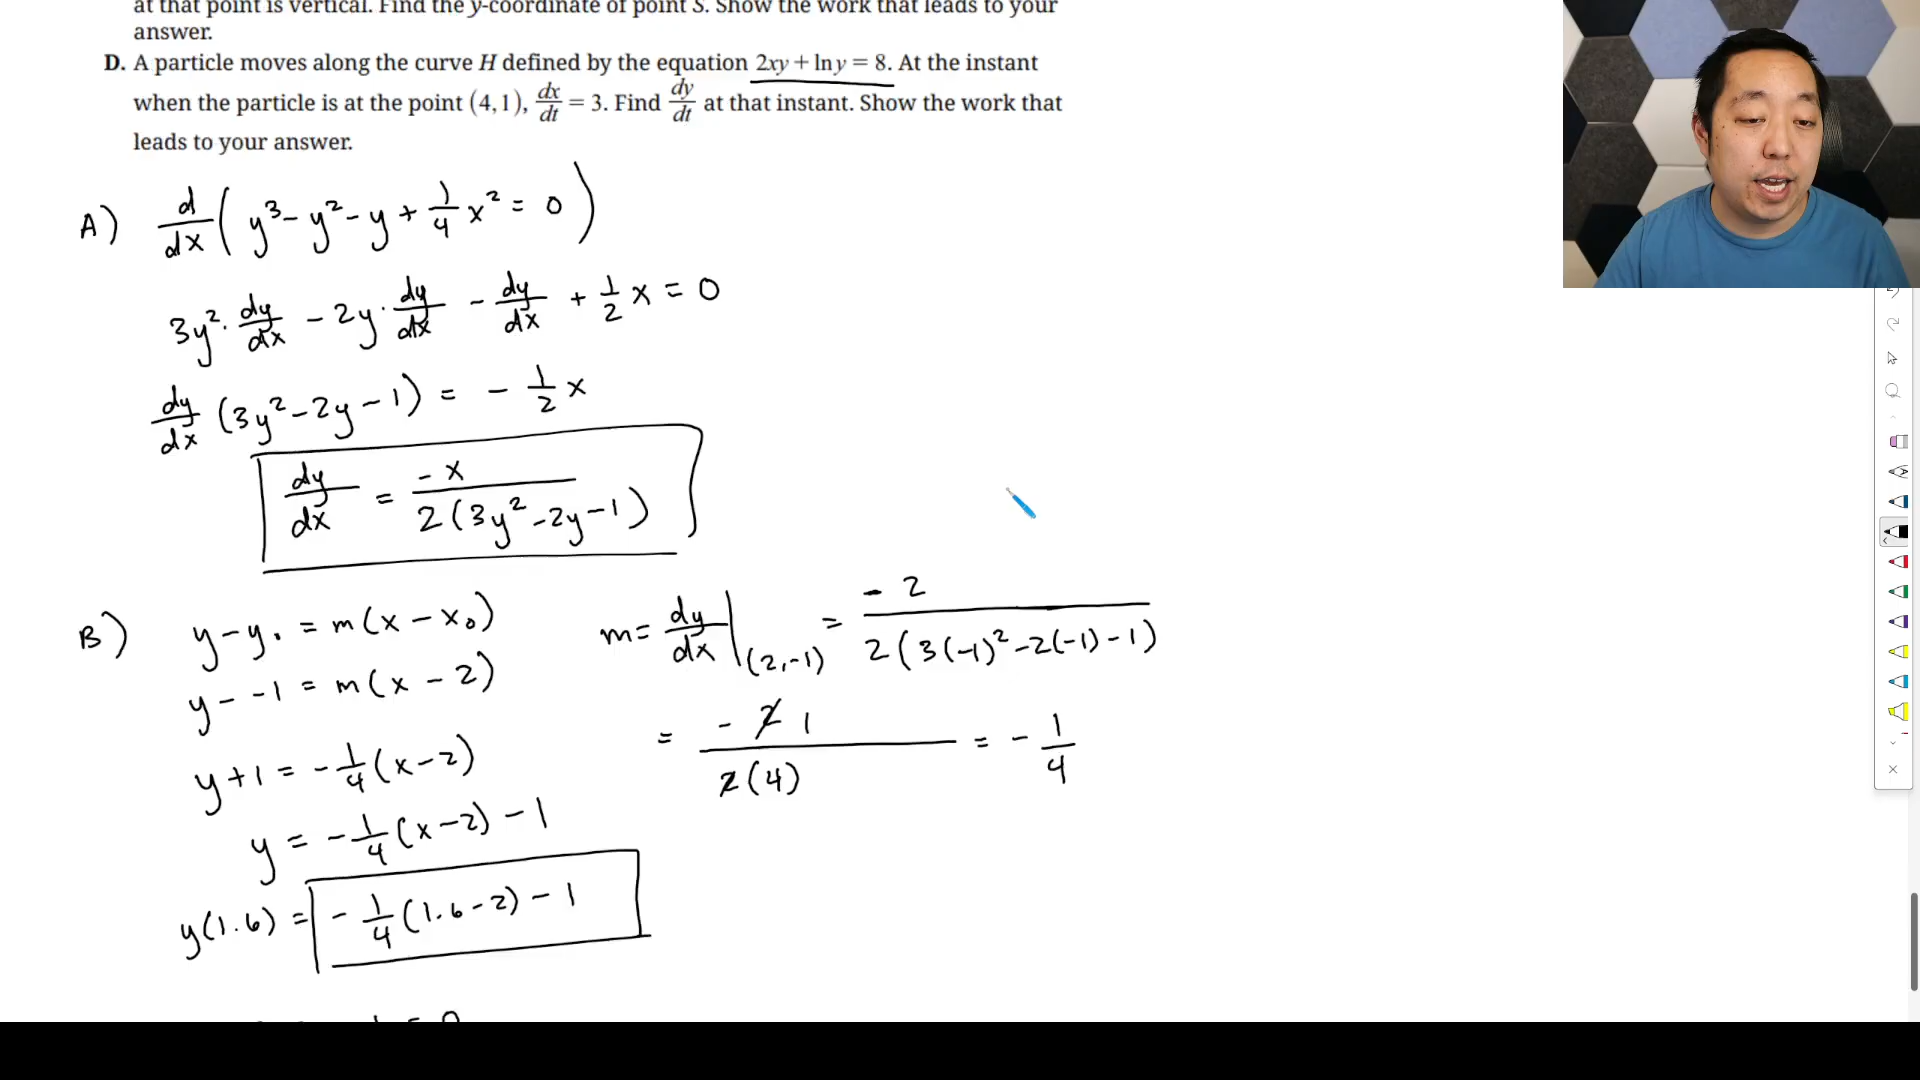 at that point is vertical. Find the y-coordinate of point S. Show the work that leads to your
answer.
D. A particle moves along the curve H defined by the equation 2xy + ln y = 8. At the instant
when the particle is at the point (4, 1), dx/dt = 3. Find dy/dt at that instant. Show the work that
leads to your answer.
A) d/dx ( y³ - y² - y + 1/4 x² = 0 )
3y² · dy/dx - 2y · dy/dx - dy/dx + 1/2 x = 0
dy/dx (3y² - 2y - 1) = - 1/2 x
dy/dx = -x / 2(3y² - 2y - 1)
B) y - y₀ = m(x - x₀)
y - -1 = m(x - 2)
y + 1 = - 1/4 (x - 2)
y = - 1/4 (x - 2) - 1
y(1.6) = - 1/4 (1.6 - 2) - 1
m = dy/dx |(2,-1) = -2 / 2(3(-1)² - 2(-1) - 1)
= -2 1 / 2(4) = - 1/4